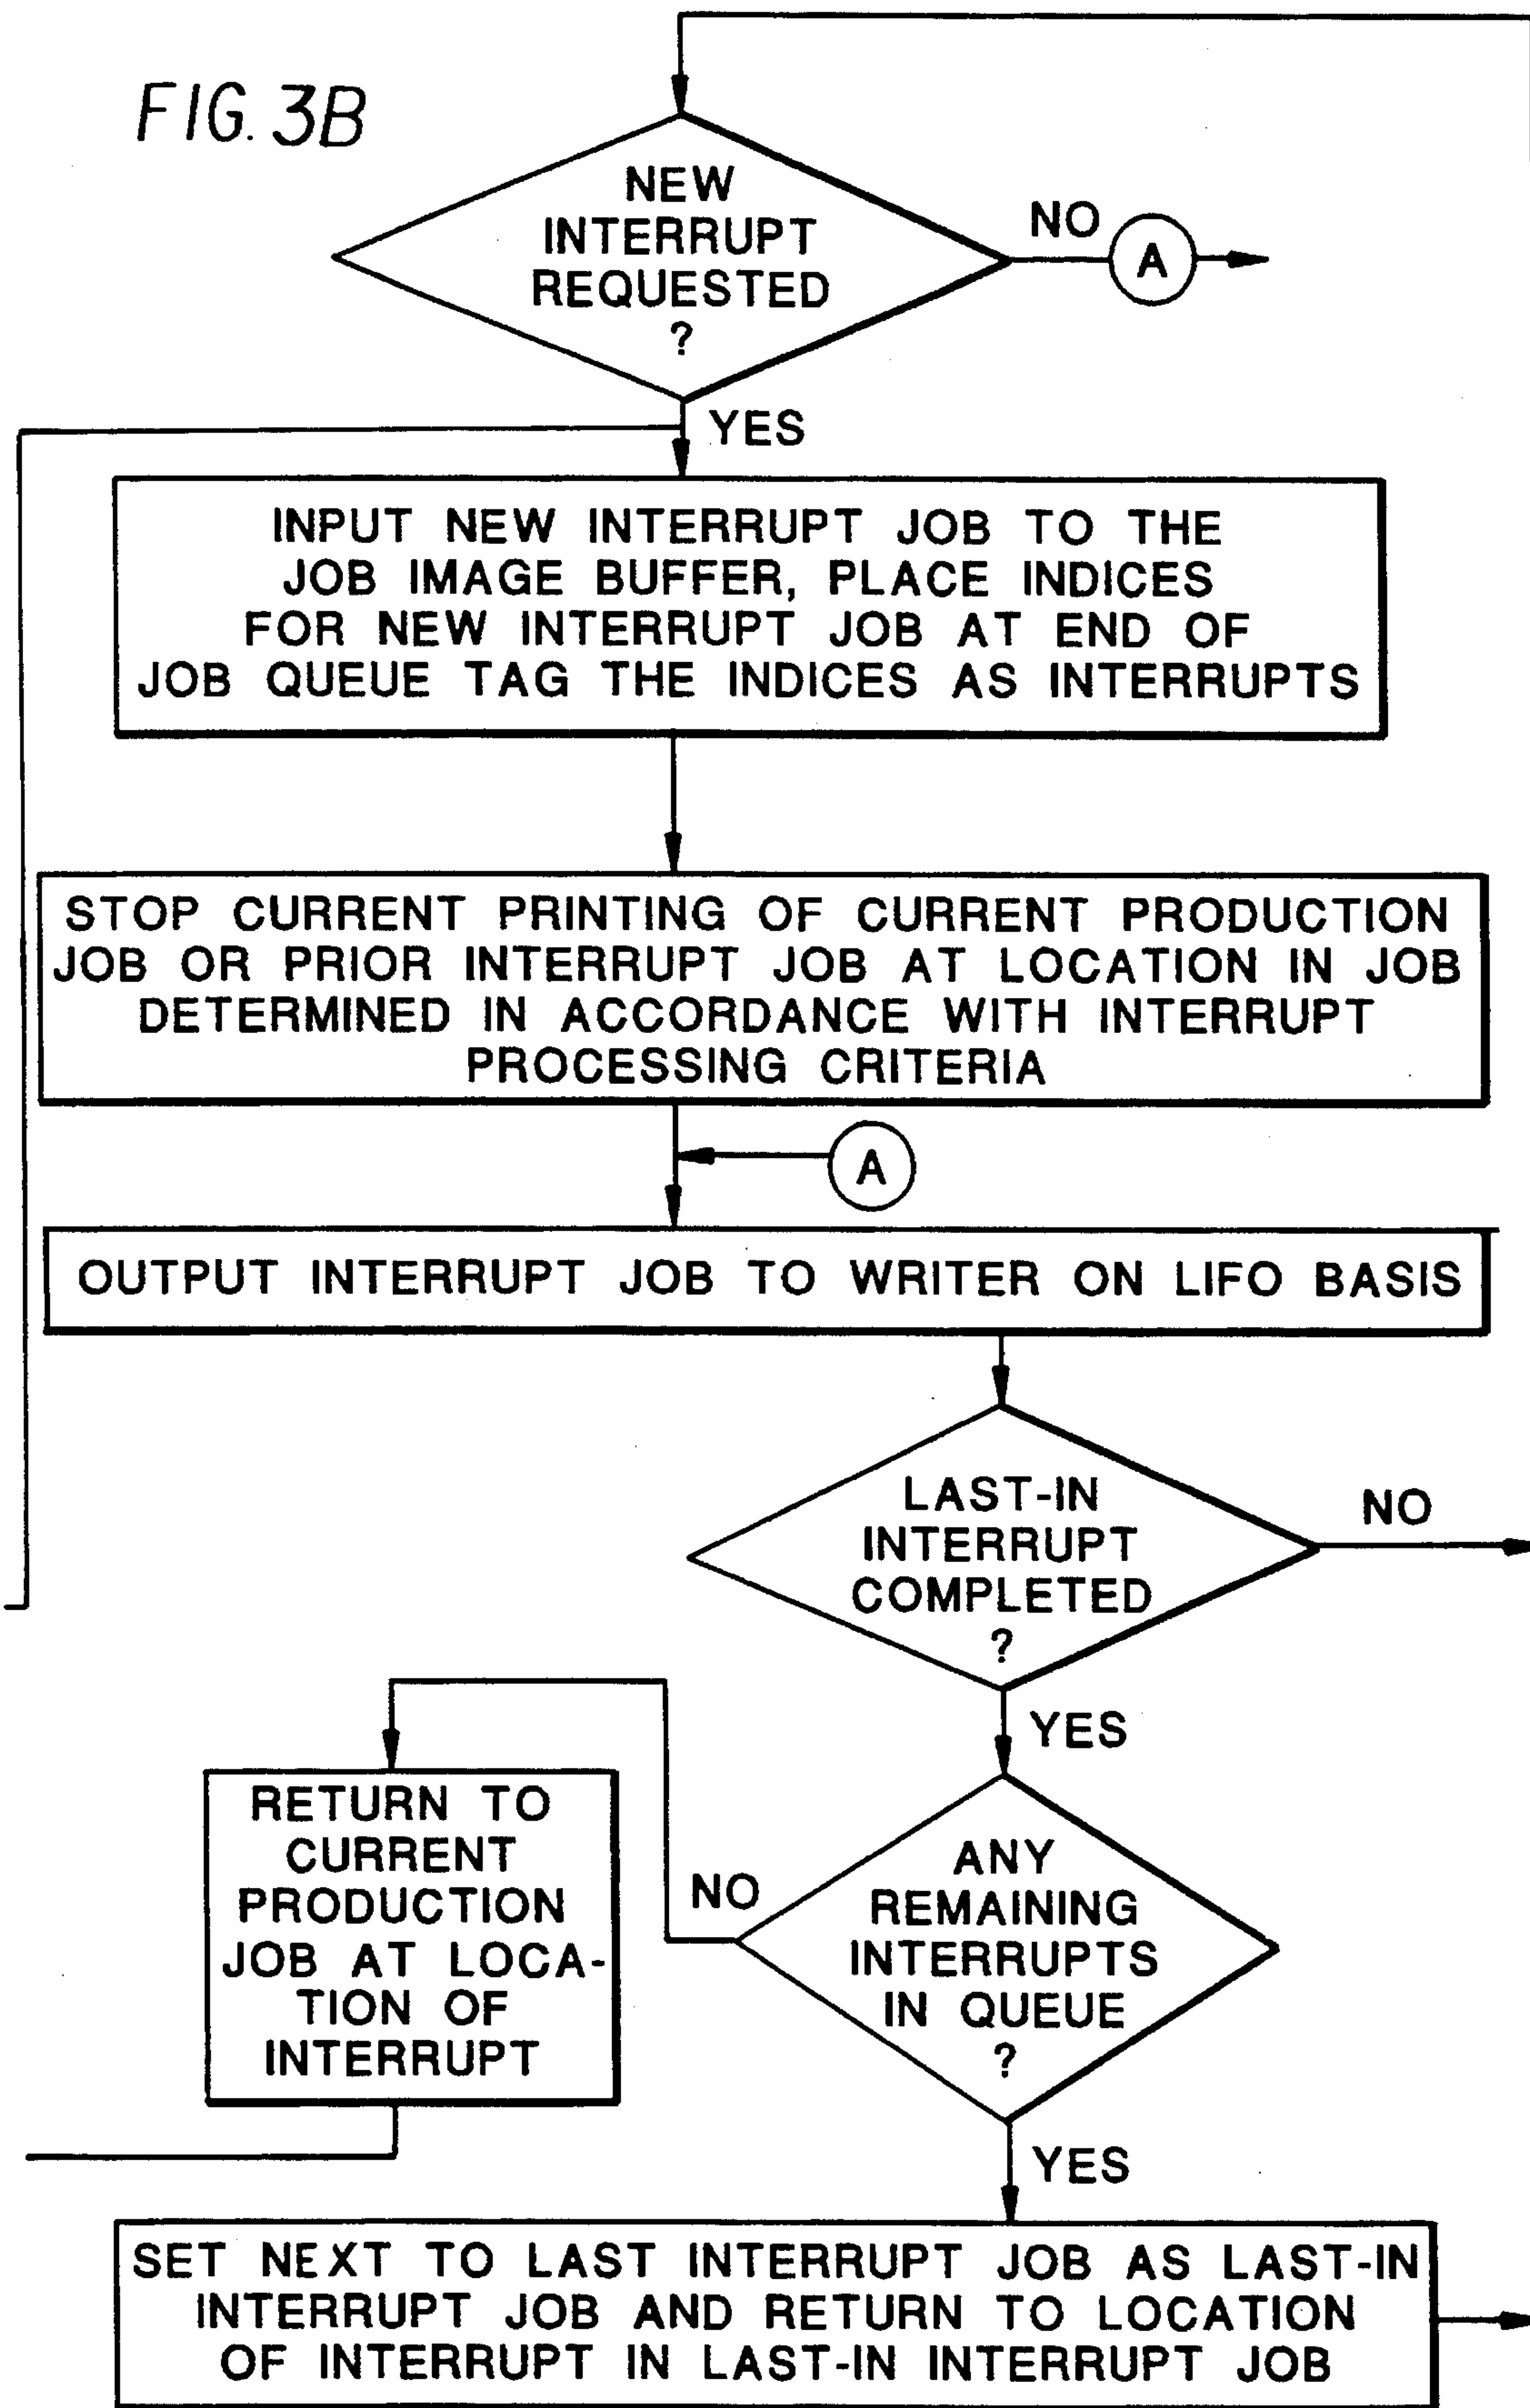 FIG. 3B
NEW
INTERRUPT
REQUESTED
?
NO
A
YES
INPUT NEW INTERRUPT JOB TO THE
JOB IMAGE BUFFER, PLACE INDICES
FOR NEW INTERRUPT JOB AT END OF
JOB QUEUE TAG THE INDICES AS INTERRUPTS
STOP CURRENT PRINTING OF CURRENT PRODUCTION
JOB OR PRIOR INTERRUPT JOB AT LOCATION IN JOB
DETERMINED IN ACCORDANCE WITH INTERRUPT
PROCESSING CRITERIA
A
OUTPUT INTERRUPT JOB TO WRITER ON LIFO BASIS
LAST-IN
INTERRUPT
COMPLETED
?
NO
YES
ANY
REMAINING
INTERRUPTS
IN QUEUE
?
NO
RETURN TO
CURRENT
PRODUCTION
JOB AT LOCA-
TION OF
INTERRUPT
YES
SET NEXT TO LAST INTERRUPT JOB AS LAST-IN
INTERRUPT JOB AND RETURN TO LOCATION
OF INTERRUPT IN LAST-IN INTERRUPT JOB